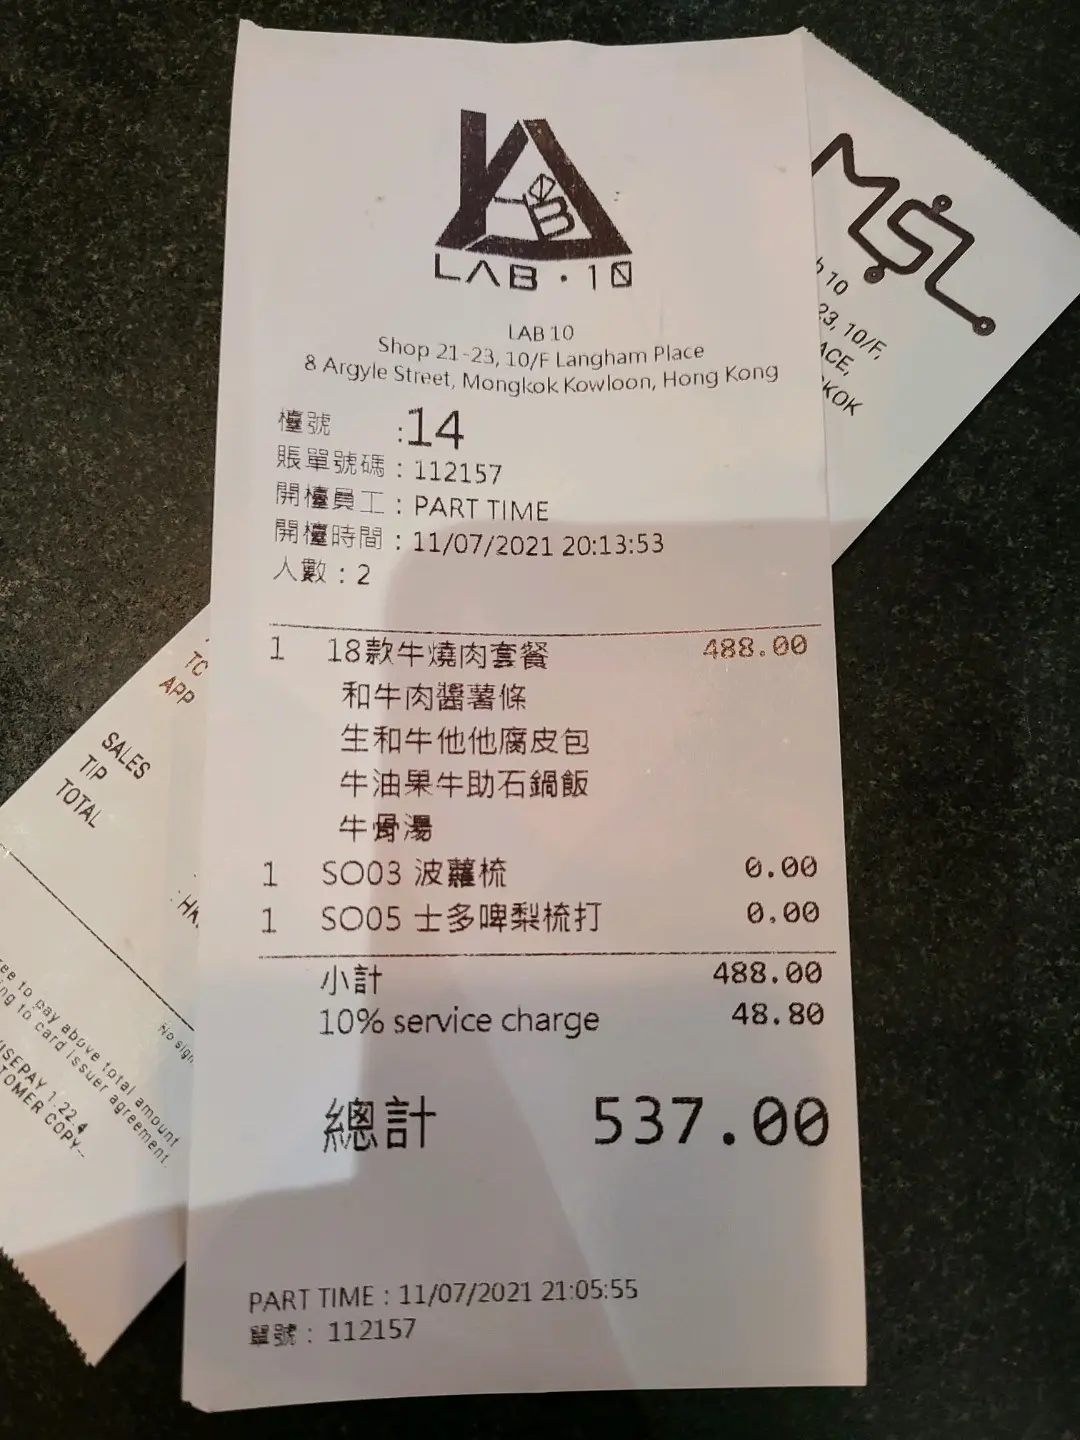 LAB
LAB · 10
LAB 10
Shop 21-23, 10/F Langham Place
8 Argyle Street, Mongkok Kowloon, Hong Kong
檯號 :14
賬單號碼 : 112157
開檯員工 : PART TIME
開檯時間 : 11/07/2021 20:13:53
人數 : 2
1 18款牛燒肉套餐 488.00
和牛肉醬薯條
生和牛他他腐皮包
牛油果牛助石鍋飯
牛骨湯
1 SO03 波蘿梳 0.00
1 SO05 士多啤梨梳打 0.00
小計 488.00
10% service charge 48.80
總計 537.00
PART TIME : 11/07/2021 21:05:55
單號 : 112157
10
23, 10/F,
ACE,
KOK
APP
SALES
TIP
TOTAL
No
to pay above total amount
to card issuer agreement
1.22.4
COPY